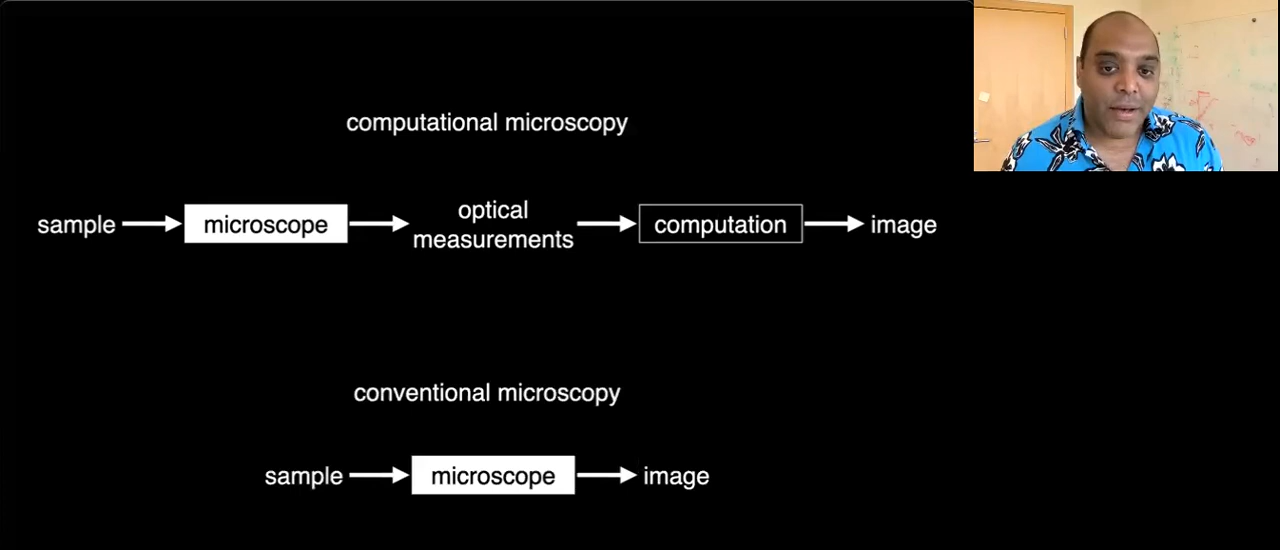 computational microscopy
sample
microscope
optical
measurements
computation
image
conventional microscopy
sample
microscope
image